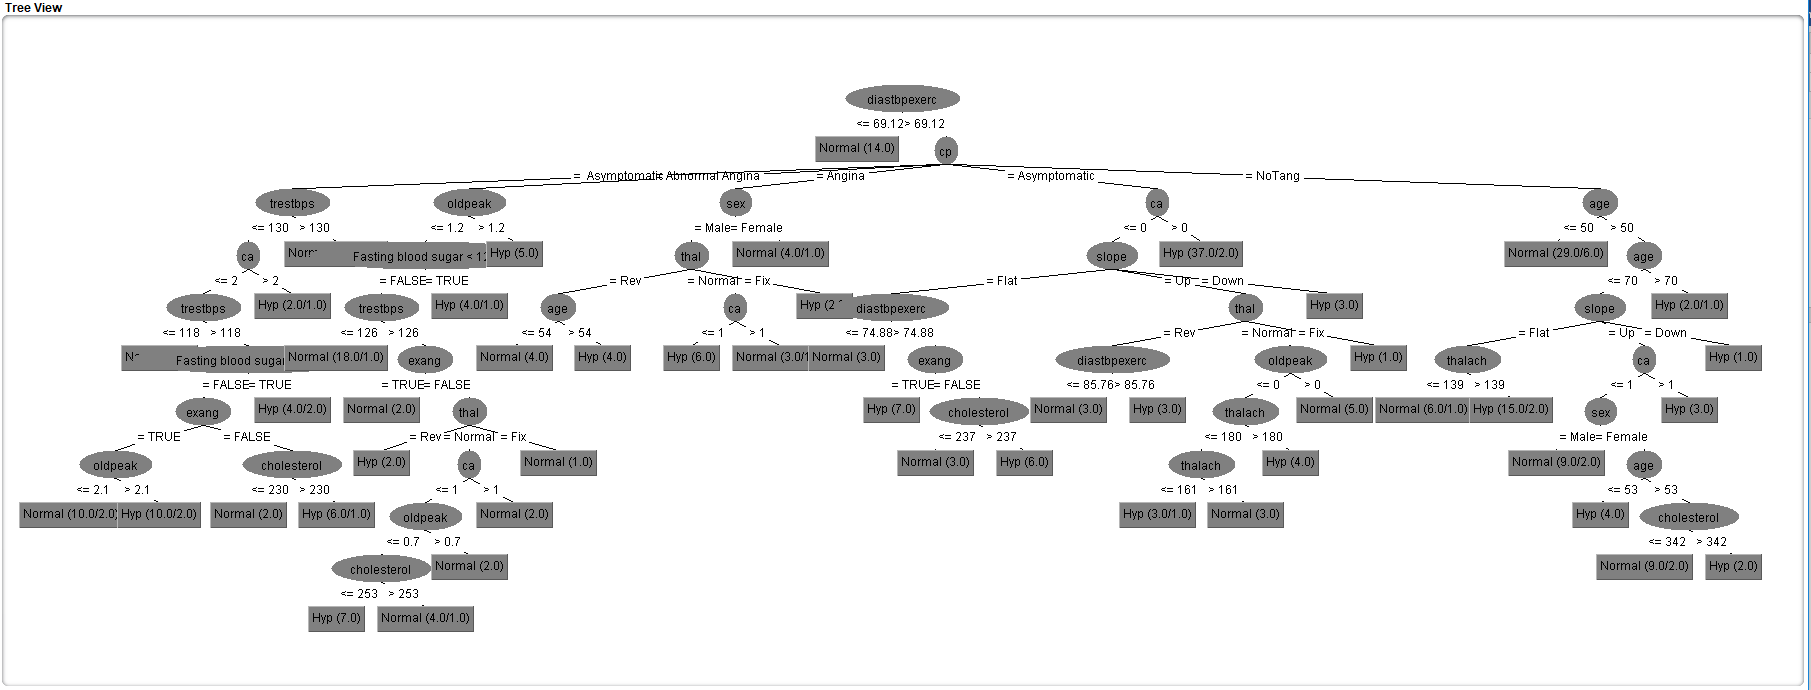 Tree View
diastbpexerc
<= 69.12> 69.12
Normal (14.0) cp
= Asymptomatic Abnormal Angina = Angina = Asymptomatic = NoTang
trestbps oldpeak sex ca age
<= 130 > 130 <= 1.2 > 1.2 = Male= Female <= 0 > 0 <= 50 > 50
ca Fasting blood sugar < Hyp (5.0) thal Normal (4.0/1.0) slope Hyp (37.0/2.0) Normal (29.0/6.0) age
<= 2 > 2 = FALSE= TRUE = Rev = Normal = Fix = Flat = Up = Down <= 70 > 70
trestbps Hyp (2.0/1.0) trestbps Hyp (4.0/1.0) age ca Hyp (2 diastbpexerc thal Hyp (3.0) slope Hyp (2.0/1.0)
<= 118 > 118 <= 126 > 126 <= 54 > 54 <= 1 > 1 <= 74.88> 74.88 = Rev = Normal = Fix = Flat = Up = Down
Fasting blood sugar Normal (18.0/1.0) exang Normal (4.0) Hyp (4.0) Hyp (6.0) Normal (3.0/1 Normal (3.0) exang diastbpexerc oldpeak Hyp (1.0) thalach ca Hyp (1.0)
= FALSE= TRUE = TRUE= FALSE = TRUE= FALSE <= 85.76> 85.76 <= 0 > 0 <= 139 > 139 <= 1 > 1
exang Hyp (4.0/2.0) Normal (2.0) thal Hyp (7.0) cholesterol Normal (3.0) Hyp (3.0) thalach Normal (5.0) Normal (6.0/1.0) Hyp (15.0/2.0) sex Hyp (3.0)
= TRUE = FALSE = Rev= Normal = Fix <= 237 > 237 <= 180 > 180 = Male= Female
oldpeak cholesterol Hyp (2.0) ca Normal (1.0) Normal (3.0) Hyp (6.0) thalach Hyp (4.0) Normal (9.0/2.0) age
<= 2.1 > 2.1 <= 230 > 230 <= 1 > 1 <= 161 > 161 <= 53 > 53
Normal (10.0/2.0) Hyp (10.0/2.0) Normal (2.0) Hyp (6.0/1.0) oldpeak Normal (2.0) Hyp (3.0/1.0) Normal (3.0) Hyp (4.0) cholesterol
<= 0.7 > 0.7 <= 342 > 342
cholesterol Normal (2.0) Normal (9.0/2.0) Hyp (2.0)
<= 253 > 253
Hyp (7.0) Normal (4.0/1.0)